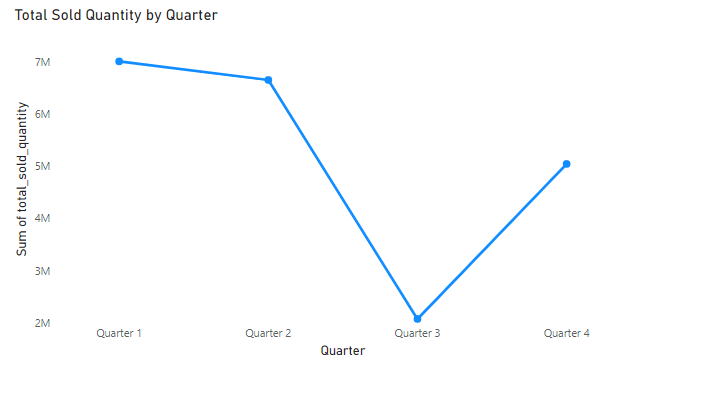 Total Sold Quantity by Quarter
Sum of total_sold_quantity
7M
6M
5M
4M
3M
2M
Quarter 1 Quarter 2 Quarter 3 Quarter 4
Quarter